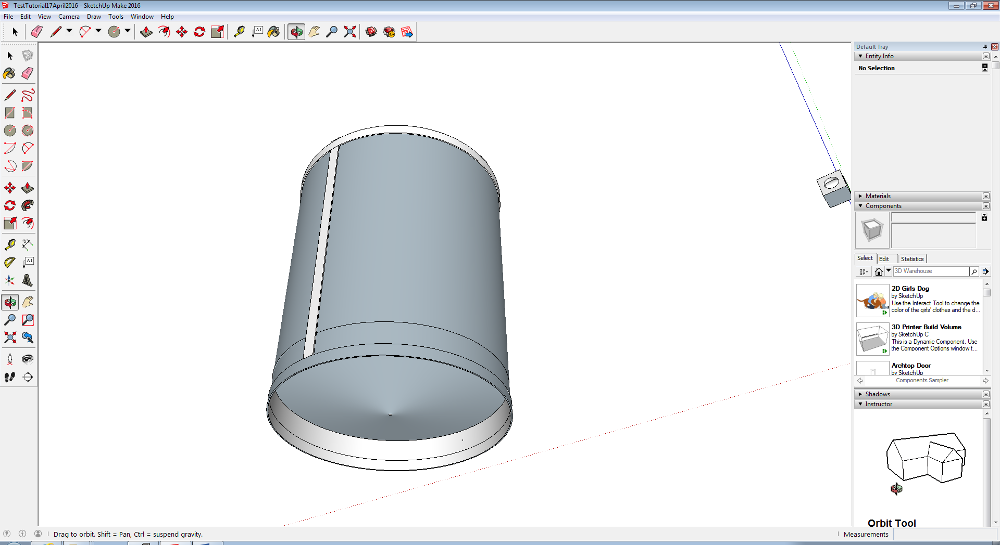 TestTutorial17April2016 - SketchUp Make 2016
File Edit View Camera Draw Tools Window Help
A1
Default Tray
Entity Info
No Selection
Materials
Components
Select Edit Statistics
3D Warehouse
2D Girls Dog
by SketchUp
Use the Interact Tool to change the
color of the girls' clothes and the d...
3D Printer Build Volume
by SketchUp C
This is a Dynamic Component. Use
the Component Options window t...
Archtop Door
by SketchUp
Components Sampler
Shadows
Instructor
A1
Orbit Tool
Drag to orbit. Shift = Pan, Ctrl = suspend gravity.
Measurements